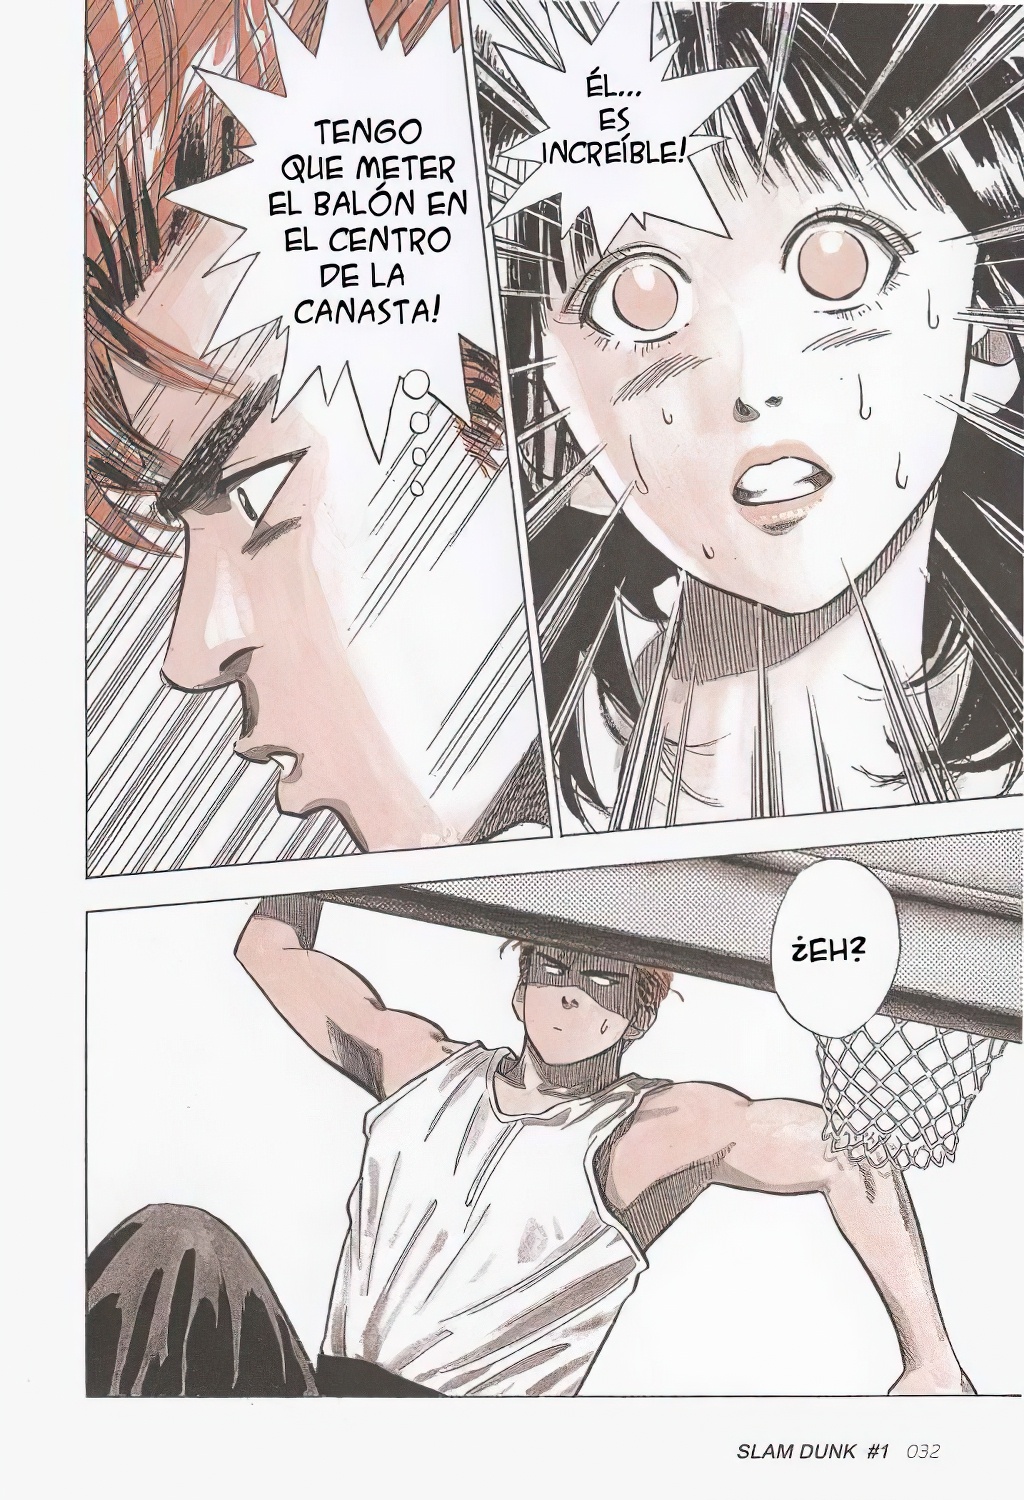 ÉL...
ES
INCREÍBLE!
TENGO
QUE METER
EL BALÓN EN
EL CENTRO
DE LA
CANASTA!
¿EH?
SLAM DUNK #1 032